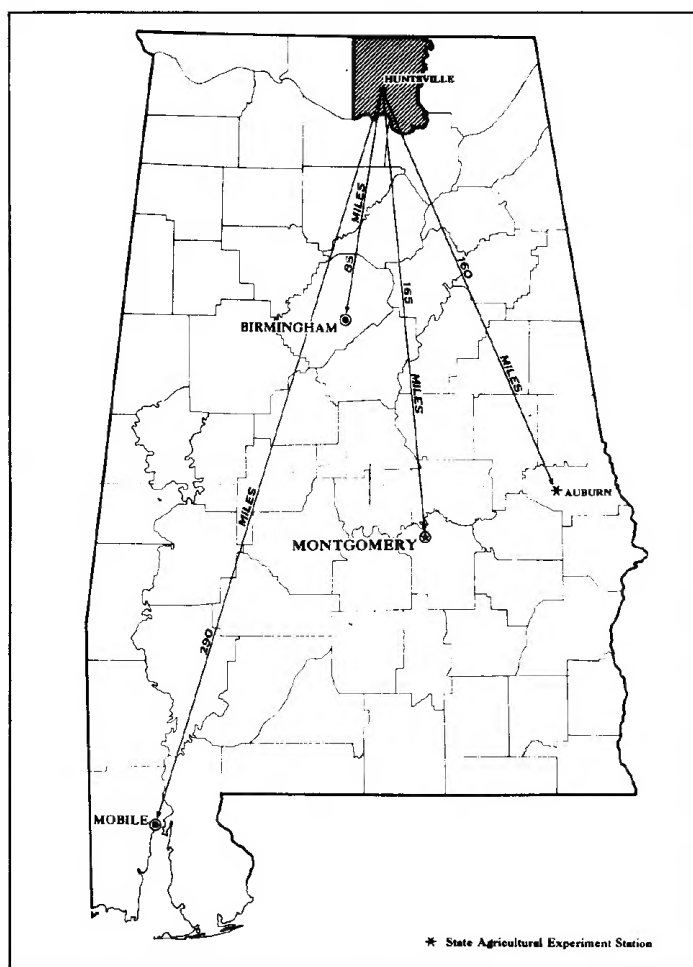 HUNTSVILLE
MILES
85
BIRMINGHAM
165
MILES
160
MILES
AUBURN
MONTGOMERY
MILES
290
MOBILE
* State Agricultural Experiment Station